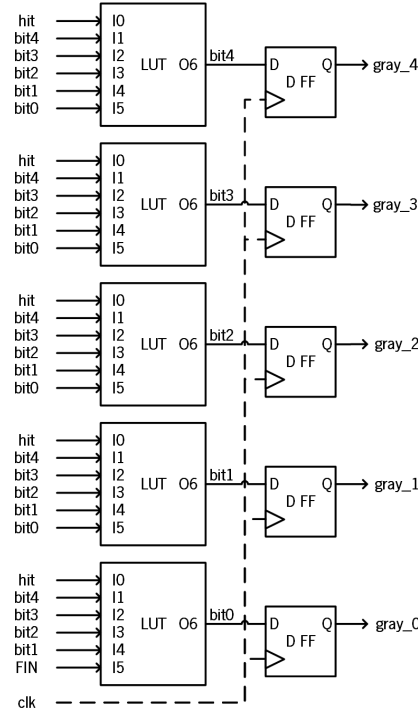 hit I0
bit4 I1 bit4 D Q gray_4
bit3 I2 LUT O6
bit2 I3 D FF
bit1 I4
bit0 I5
hit I0
bit4 I1 bit3 D Q gray_3
bit3 I2 LUT O6
bit2 I3 D FF
bit1 I4
bit0 I5
hit I0
bit4 I1 bit2 D Q gray_2
bit3 I2 LUT O6
bit2 I3 D FF
bit1 I4
bit0 I5
hit I0
bit4 I1 bit1 D Q gray_1
bit3 I2 LUT O6
bit2 I3 D FF
bit1 I4
bit0 I5
hit I0
bit4 I1 bit0 D Q gray_0
bit3 I2 LUT O6
bit2 I3 D FF
bit1 I4
FIN I5
clk